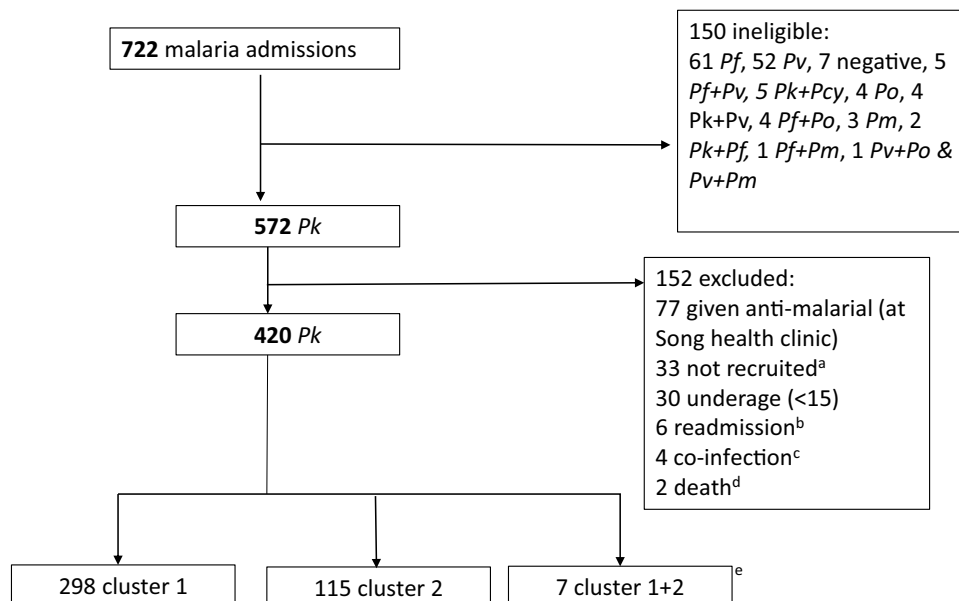 722 malaria admissions
150 ineligible:
61 Pf, 52 Pv, 7 negative, 5
Pf+Pv, 5 Pk+Pcy, 4 Po, 4
Pk+Pv, 4 Pf+Po, 3 Pm, 2
Pk+Pf, 1 Pf+Pm, 1 Pv+Po &
Pv+Pm
572 Pk
152 excluded:
77 given anti-malarial (at
Song health clinic)
33 not recruitedᵃ
30 underage (<15)
6 readmissionᵇ
4 co-infectionᶜ
2 deathᵈ
420 Pk
298 cluster 1
115 cluster 2
7 cluster 1+2 ᵉ